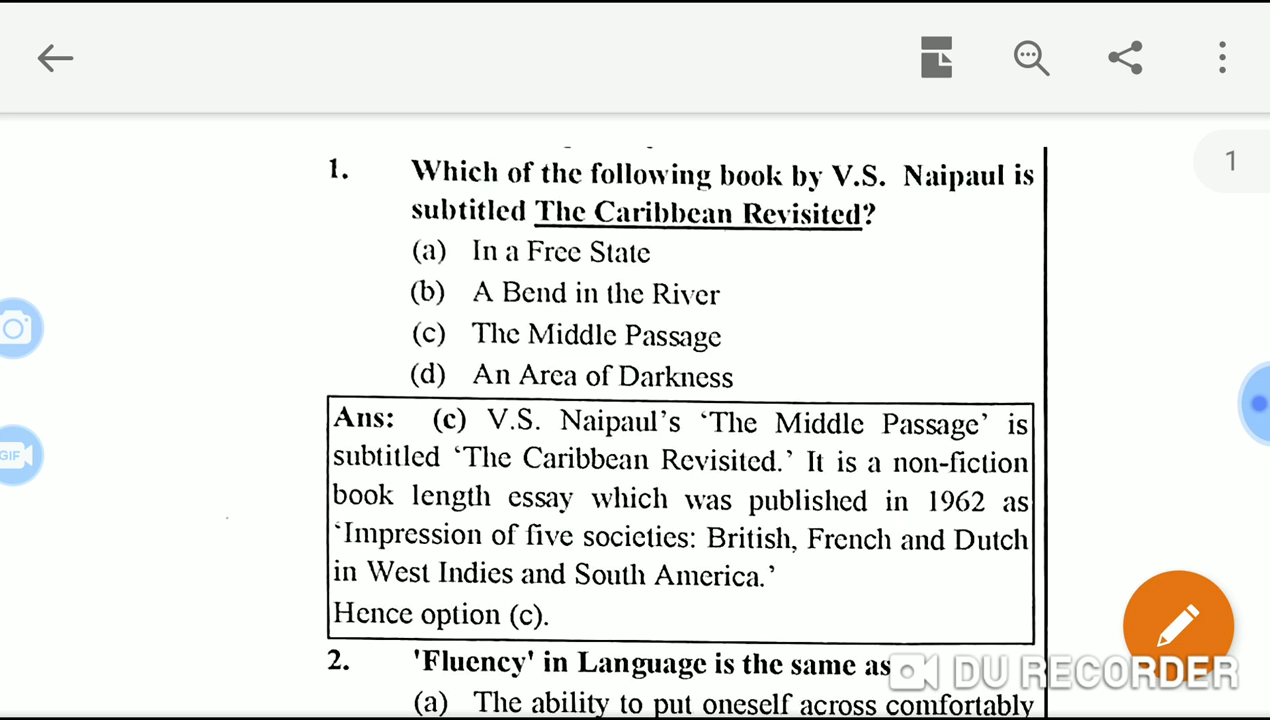 1
1. Which of the following book by V.S. Naipaul is
subtitled The Caribbean Revisited?
(a) In a Free State
(b) A Bend in the River
(c) The Middle Passage
(d) An Area of Darkness
Ans: (c) V.S. Naipaul's 'The Middle Passage' is
subtitled 'The Caribbean Revisited.' It is a non-fiction
book length essay which was published in 1962 as
'Impression of five societies: British, French and Dutch
in West Indies and South America.'
Hence option (c).
2. 'Fluency' in Language is the same as
(a) The ability to put oneself across comfortably
GIF
DU RECORDER